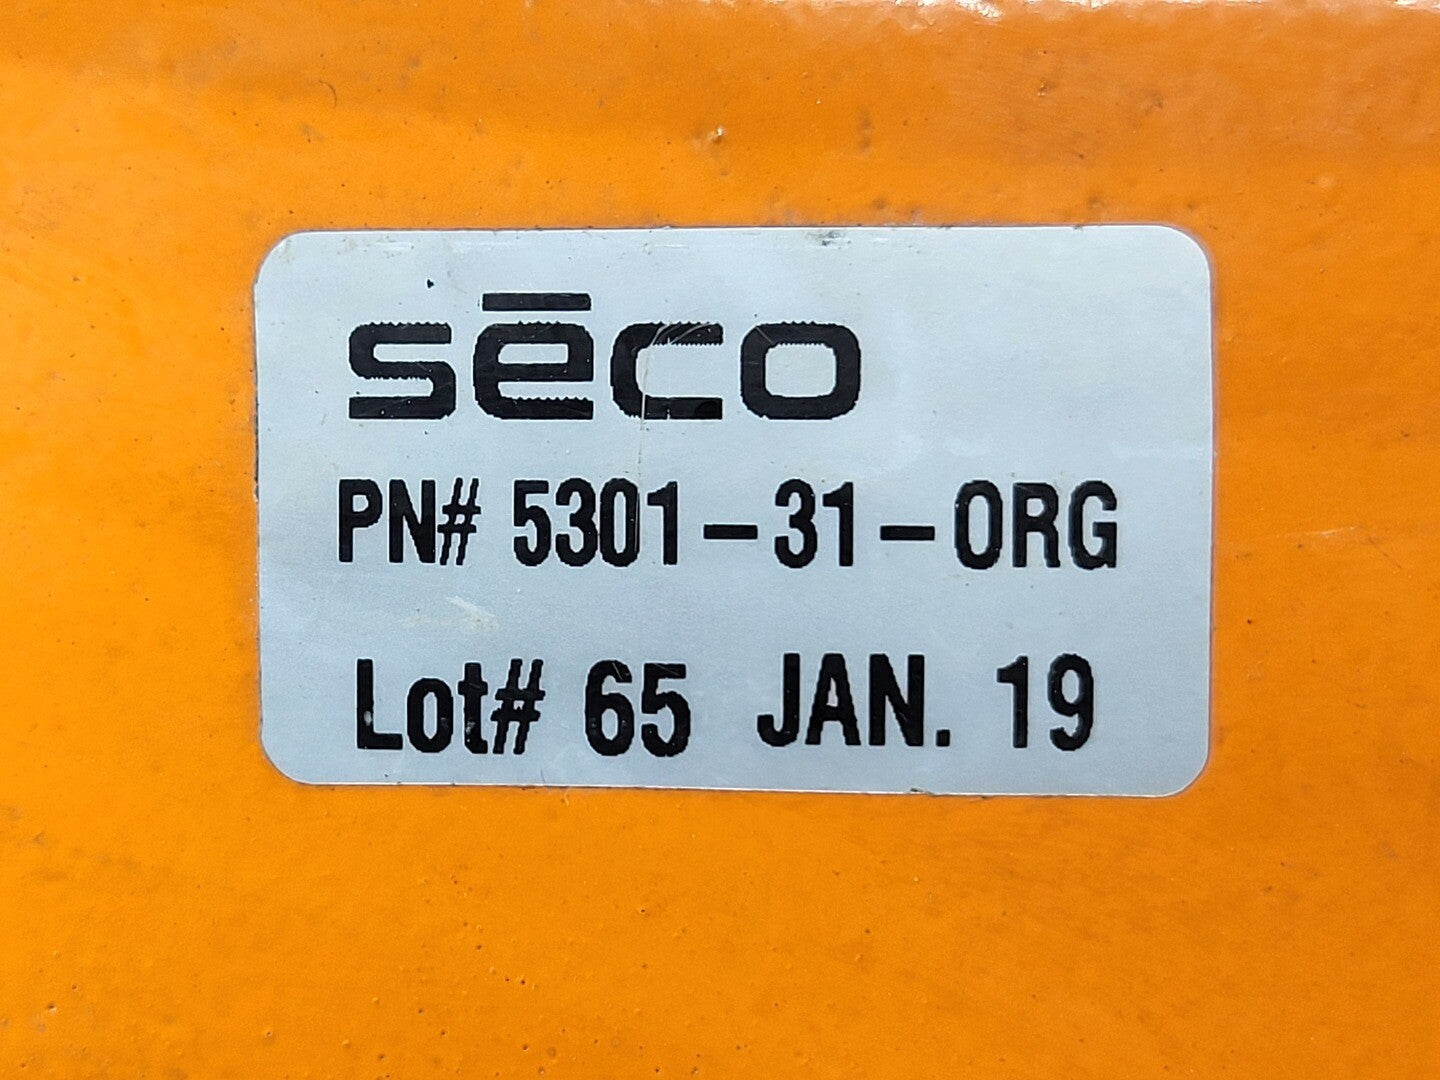 sēco
PN# 5301-31-ORG
Lot# 65 JAN. 19